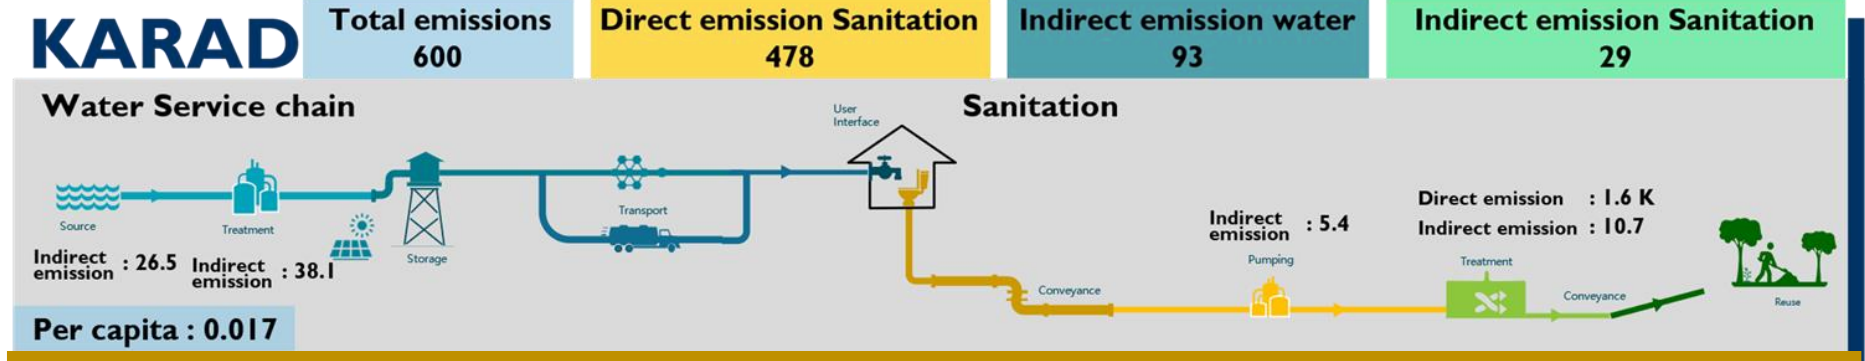 KARAD
Total emissions
600
Direct emission Sanitation
478
Indirect emission water
93
Indirect emission Sanitation
29
Water Service chain
Sanitation
User
Interface
Source
Treatment
Transport
Storage
Indirect
emission : 26.5
Indirect
emission : 38.1
Conveyance
Indirect
emission : 5.4
Pumping
Direct emission : 1.6 K
Indirect emission : 10.7
Treatment
Conveyance
Reuse
Per capita : 0.017